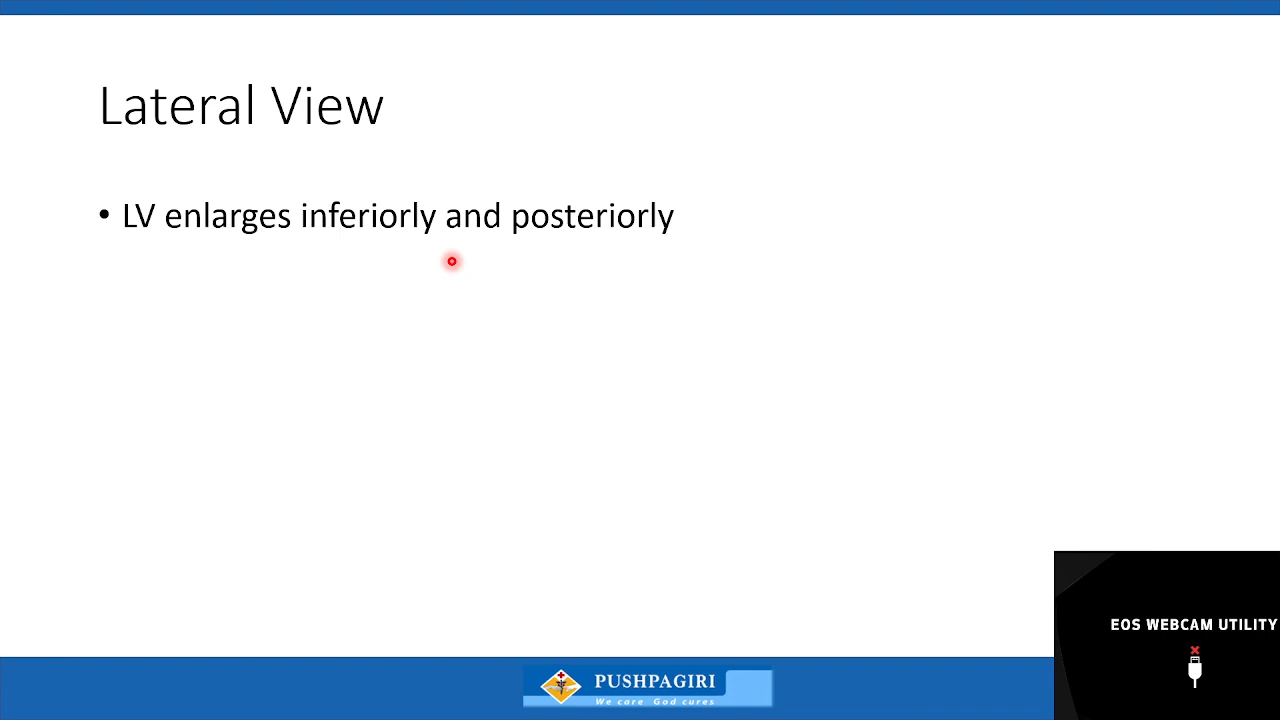 Lateral View
• LV enlarges inferiorly and posteriorly
EOS WEBCAM UTILITY
PUSHPAGIRI
We care God cures